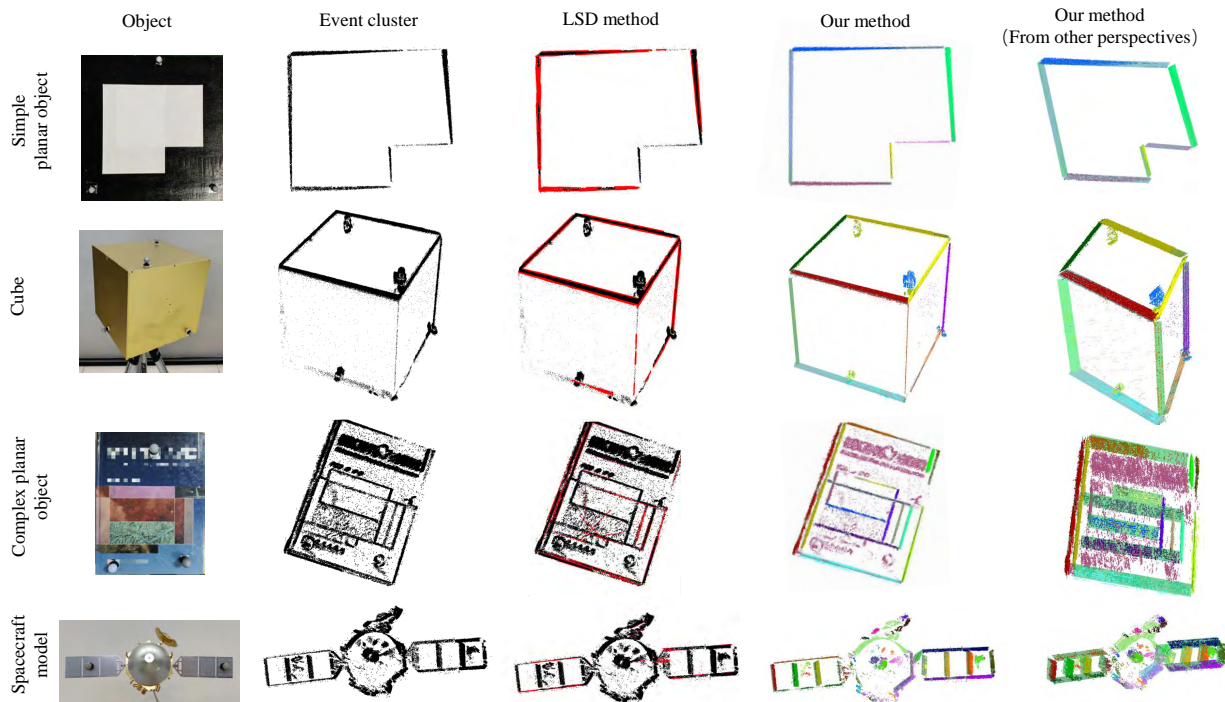 Object
Event cluster
LSD method
Our method
Our method
(From other perspectives)
Simple
planar object
Cube
Complex planar
object
Spacecraft
model